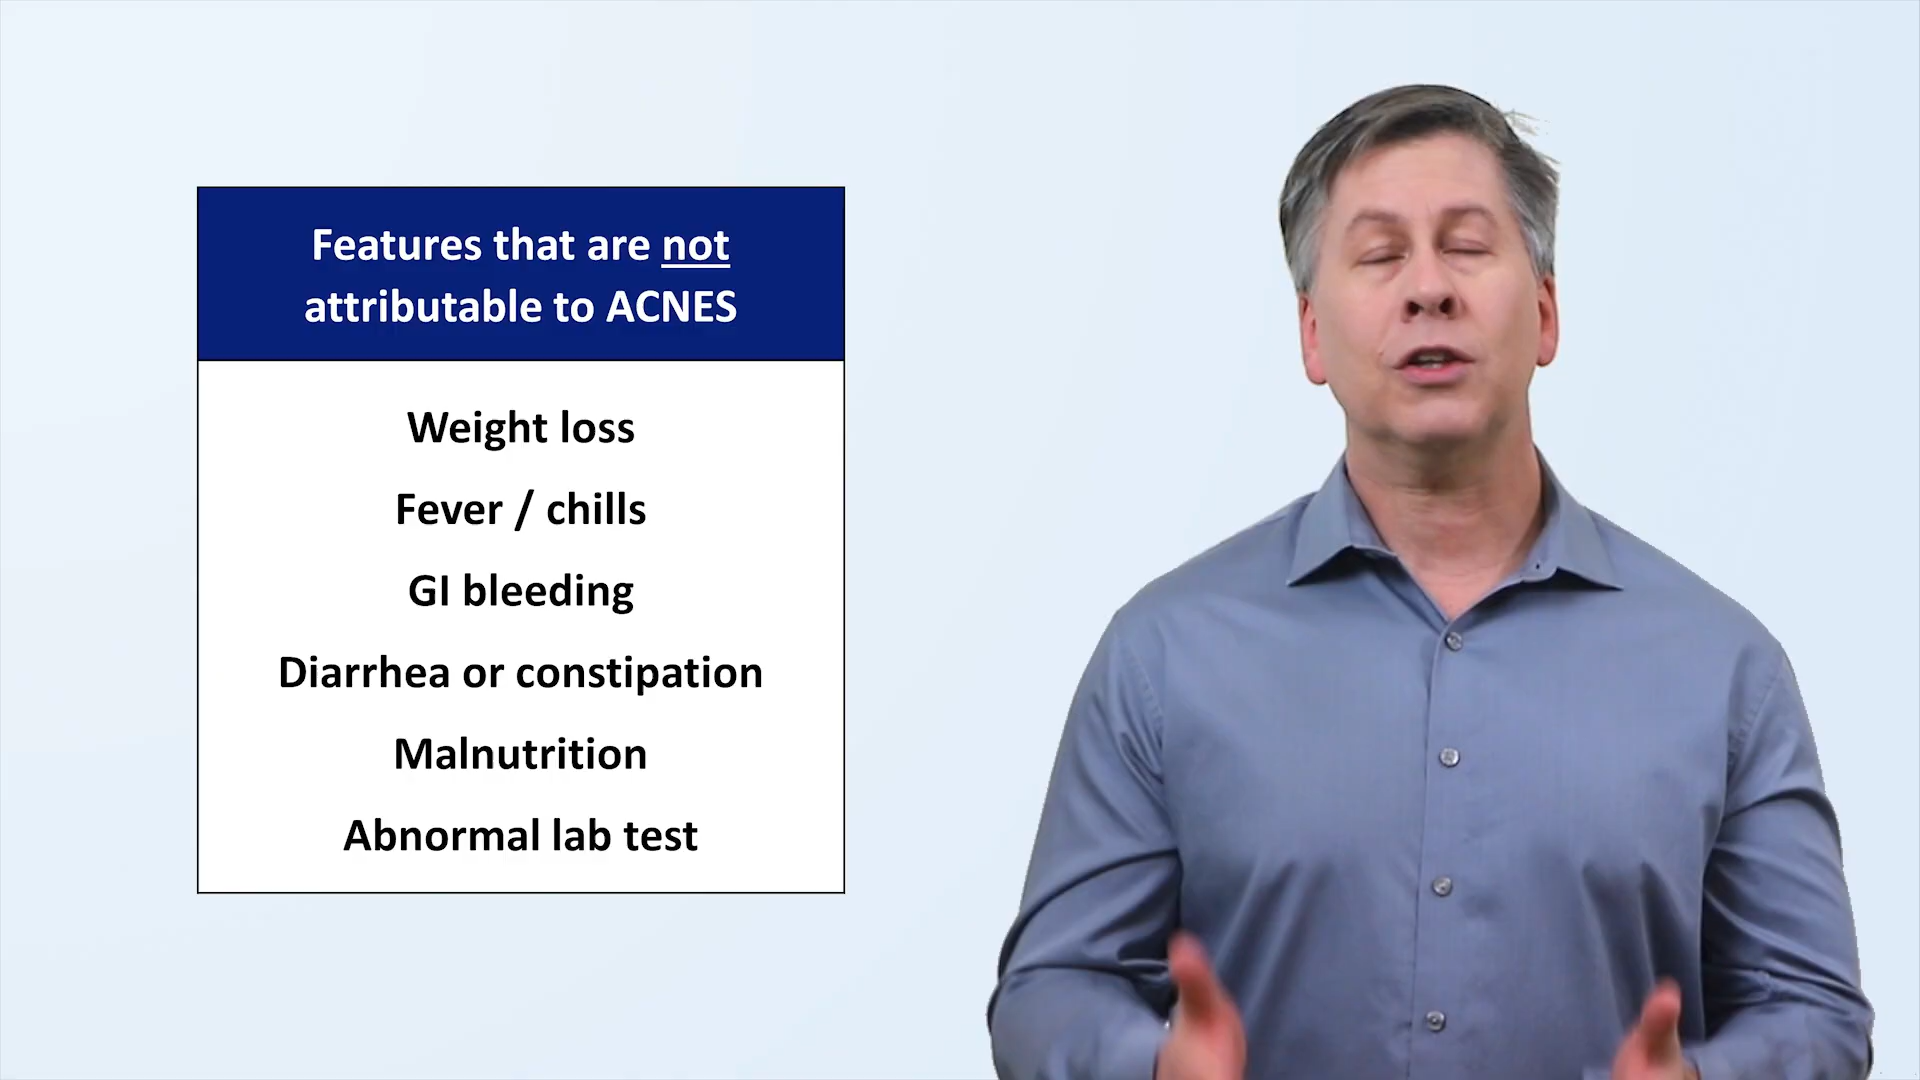 Features that are not
attributable to ACNES
Weight loss
Fever / chills
GI bleeding
Diarrhea or constipation
Malnutrition
Abnormal lab test